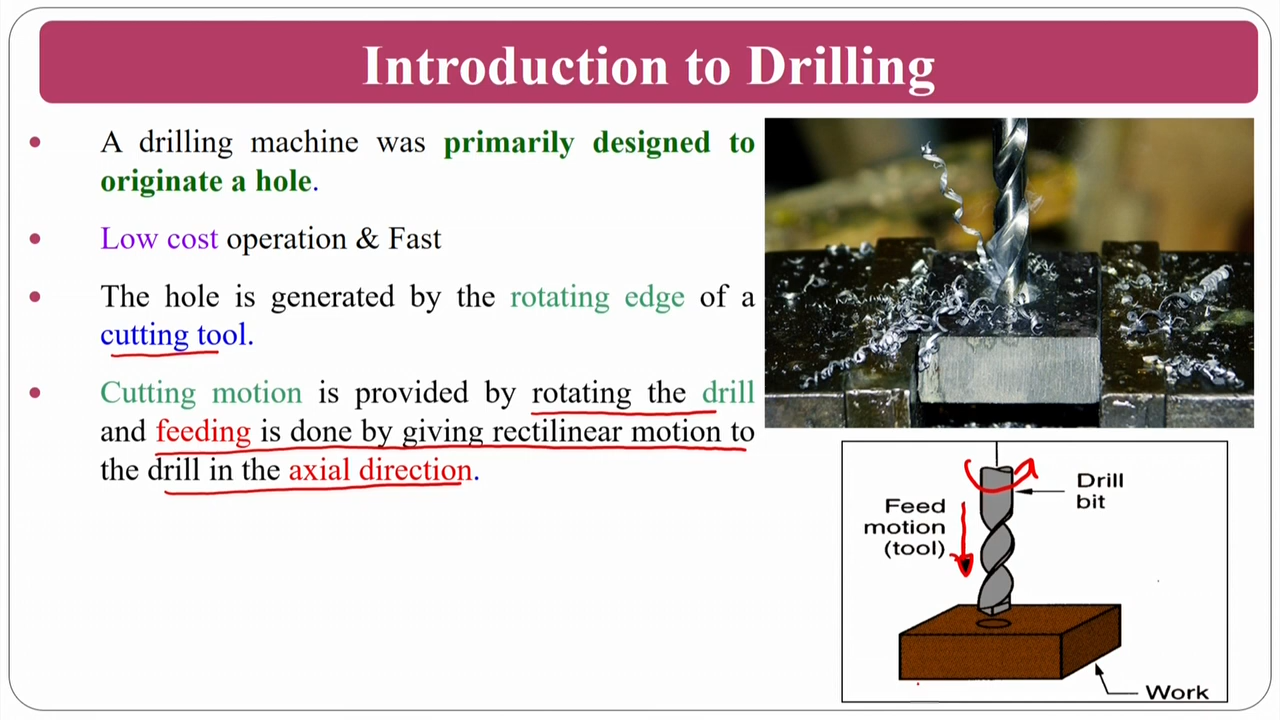 Introduction to Drilling
• A drilling machine was primarily designed to
originate a hole.
• Low cost operation & Fast
• The hole is generated by the rotating edge of a
cutting tool.
• Cutting motion is provided by rotating the drill
and feeding is done by giving rectilinear motion to
the drill in the axial direction.
Feed
motion
(tool)
Drill
bit
Work